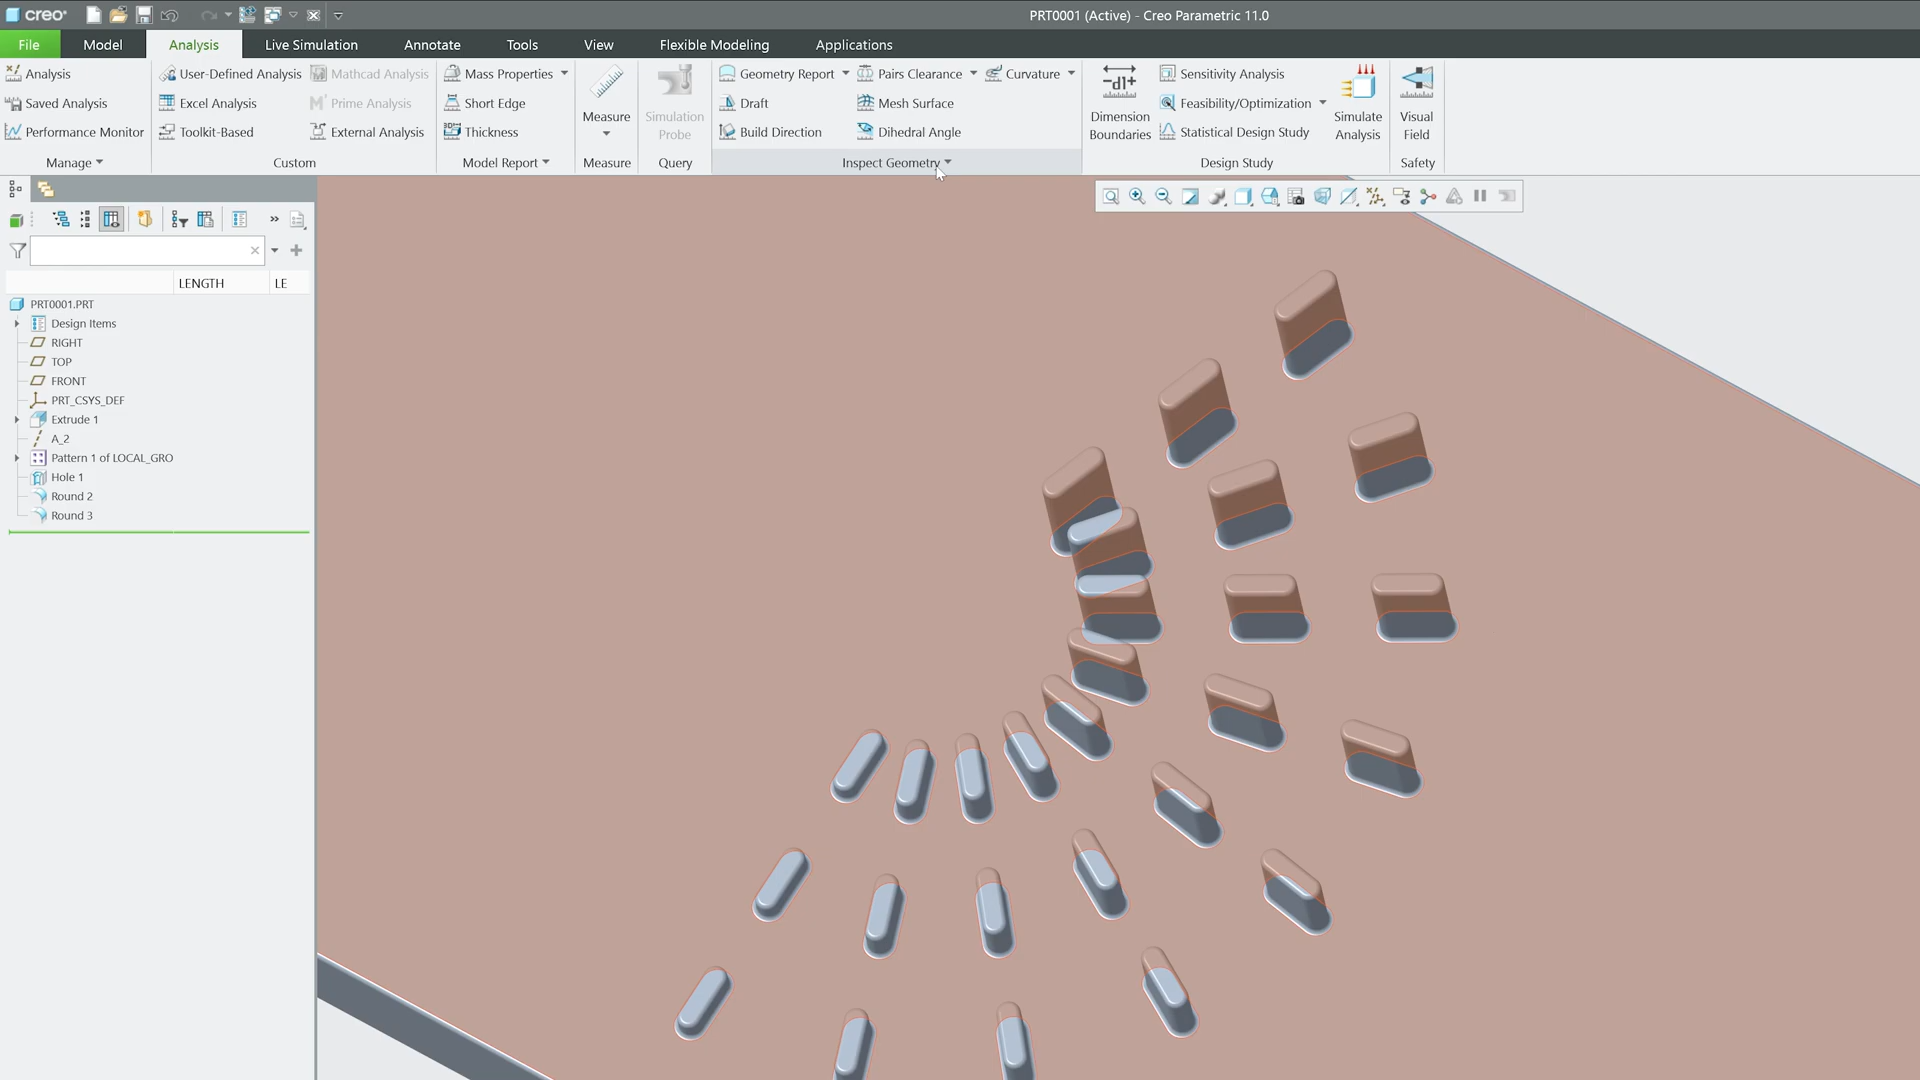 creo
PRT0001 (Active) - Creo Parametric 11.0
File Model Analysis Live Simulation Annotate Tools View Flexible Modeling Applications
Analysis
Saved Analysis
Performance Monitor
Manage
User-Defined Analysis
Excel Analysis
Toolkit-Based
Mathcad Analysis
Prime Analysis
External Analysis
Custom
Mass Properties
Short Edge
Thickness
Model Report
Measure
Measure
Simulation
Probe
Query
Geometry Report
Draft
Build Direction
Pairs Clearance
Mesh Surface
Dihedral Angle
Curvature
Inspect Geometry
Dimension
Boundaries
Sensitivity Analysis
Feasibility/Optimization
Statistical Design Study
Simulate
Analysis
Design Study
Visual
Field
Safety
LENGTH LE
PRT0001.PRT
Design Items
RIGHT
TOP
FRONT
PRT_CSYS_DEF
Extrude 1
A_2
Pattern 1 of LOCAL_GRO
Hole 1
Round 2
Round 3